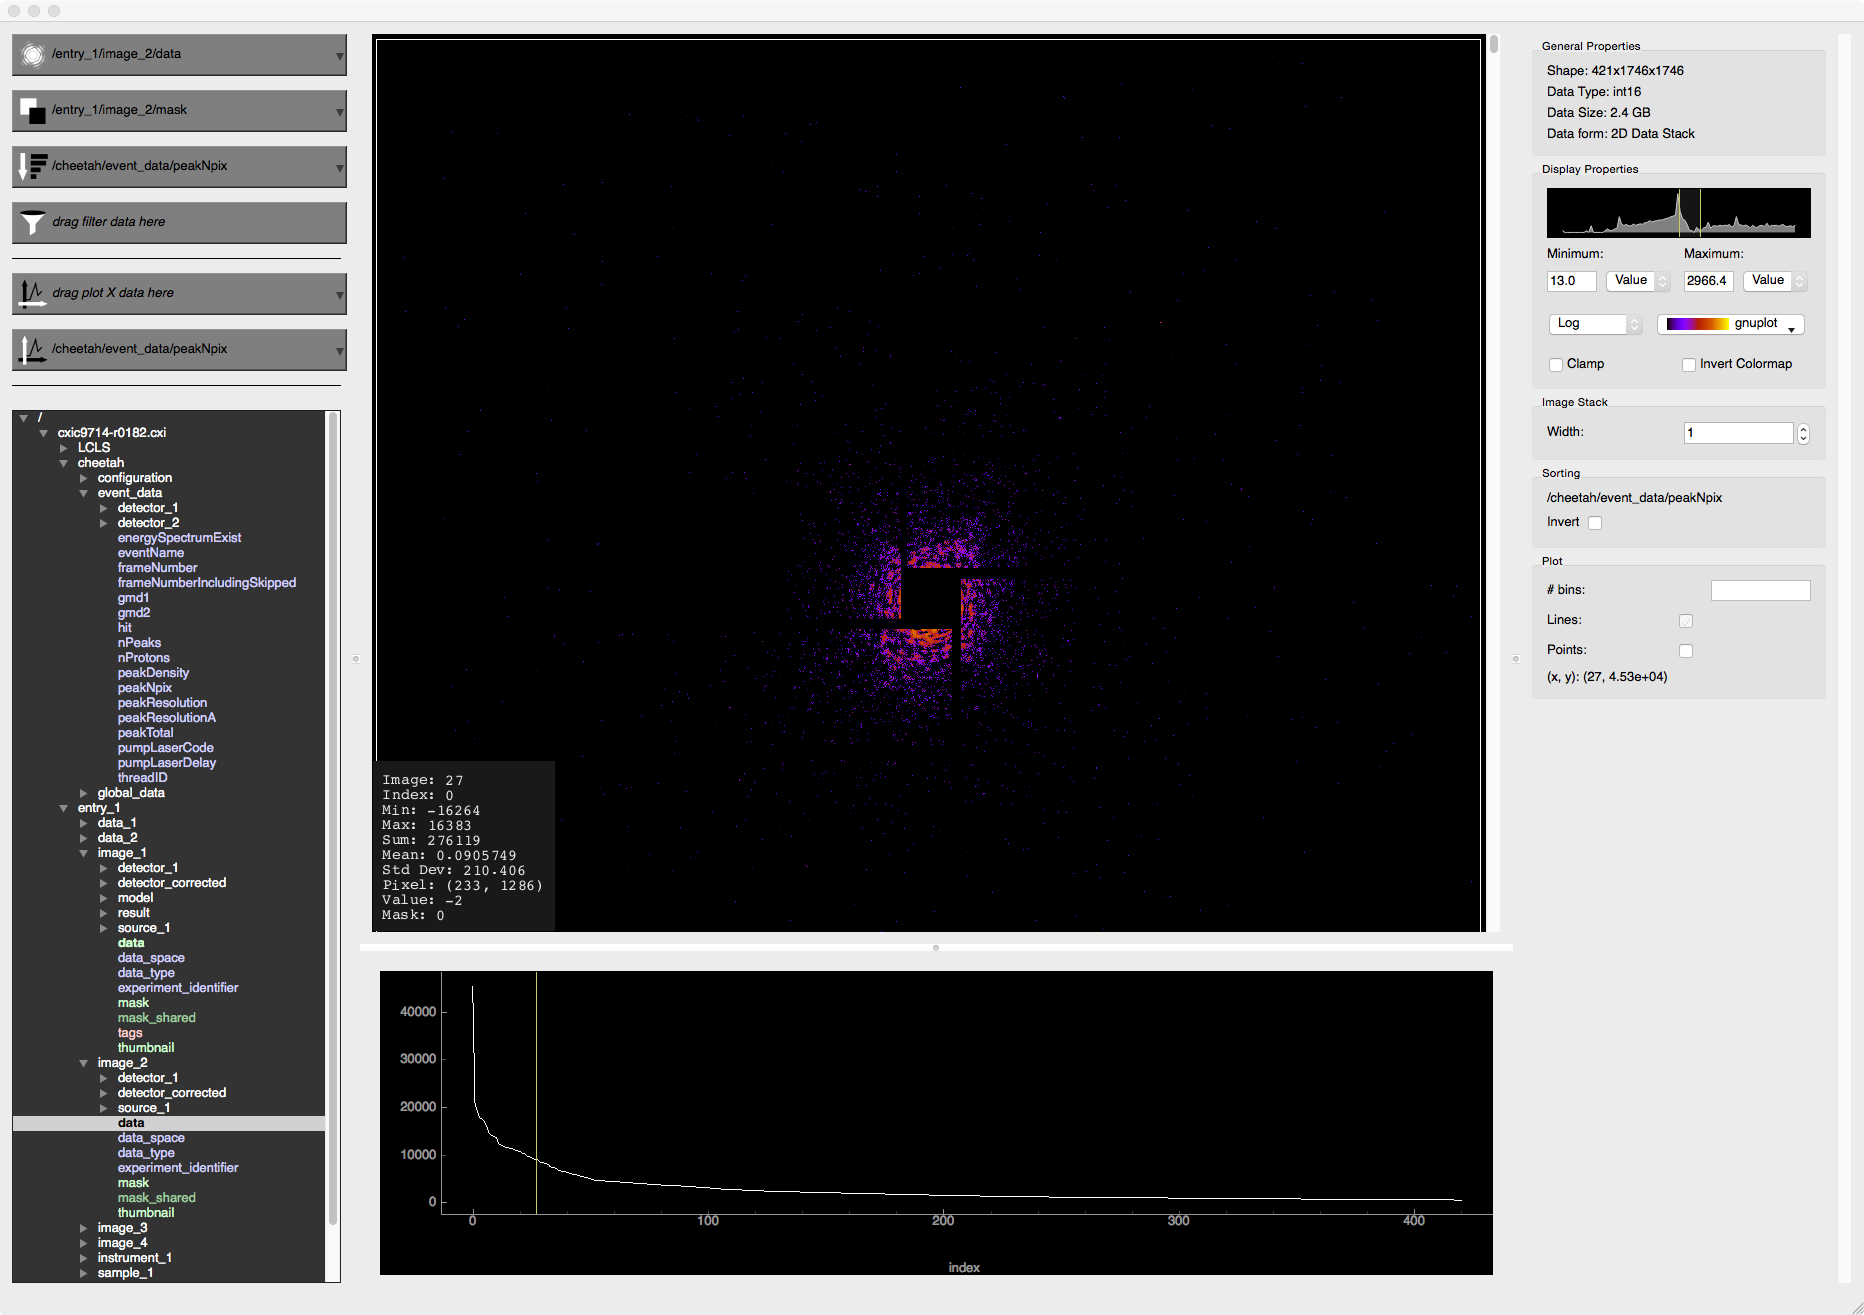 /entry_1/image_2/data
/entry_1/image_2/mask
/cheetah/event_data/peakNpix
drag filter data here
drag plot X data here
/cheetah/event_data/peakNpix
/
cxic9714-r0182.cxi
LCLS
cheetah
configuration
event_data
detector_1
detector_2
energySpectrumExist
eventName
frameNumber
frameNumberIncludingSkipped
gmd1
gmd2
hit
nPeaks
nProtons
peakDensity
peakNpix
peakResolution
peakResolutionA
peakTotal
pumpLaserCode
pumpLaserDelay
threadID
global_data
entry_1
data_1
data_2
image_1
detector_1
detector_corrected
model
result
source_1
data
data_space
data_type
experiment_identifier
mask
mask_shared
tags
thumbnail
image_2
detector_1
detector_corrected
source_1
data
data_space
data_type
experiment_identifier
mask
mask_shared
thumbnail
image_3
image_4
instrument_1
sample_1
Image: 27
Index: 0
Min: -16264
Max: 16383
Sum: 276119
Mean: 0.0905749
Std Dev: 210.406
Pixel: (233, 1286)
Value: -2
Mask: 0
40000
30000
20000
10000
0
0 100 200 300 400
index
General Properties
Shape: 421x1746x1746
Data Type: int16
Data Size: 2.4 GB
Data form: 2D Data Stack
Display Properties
Minimum: Maximum:
13.0 Value 2966.4 Value
Log gnuplot
Clamp Invert Colormap
Image Stack
Width: 1
Sorting
/cheetah/event_data/peakNpix
Invert
Plot
# bins:
Lines:
Points:
(x, y): (27, 4.53e+04)